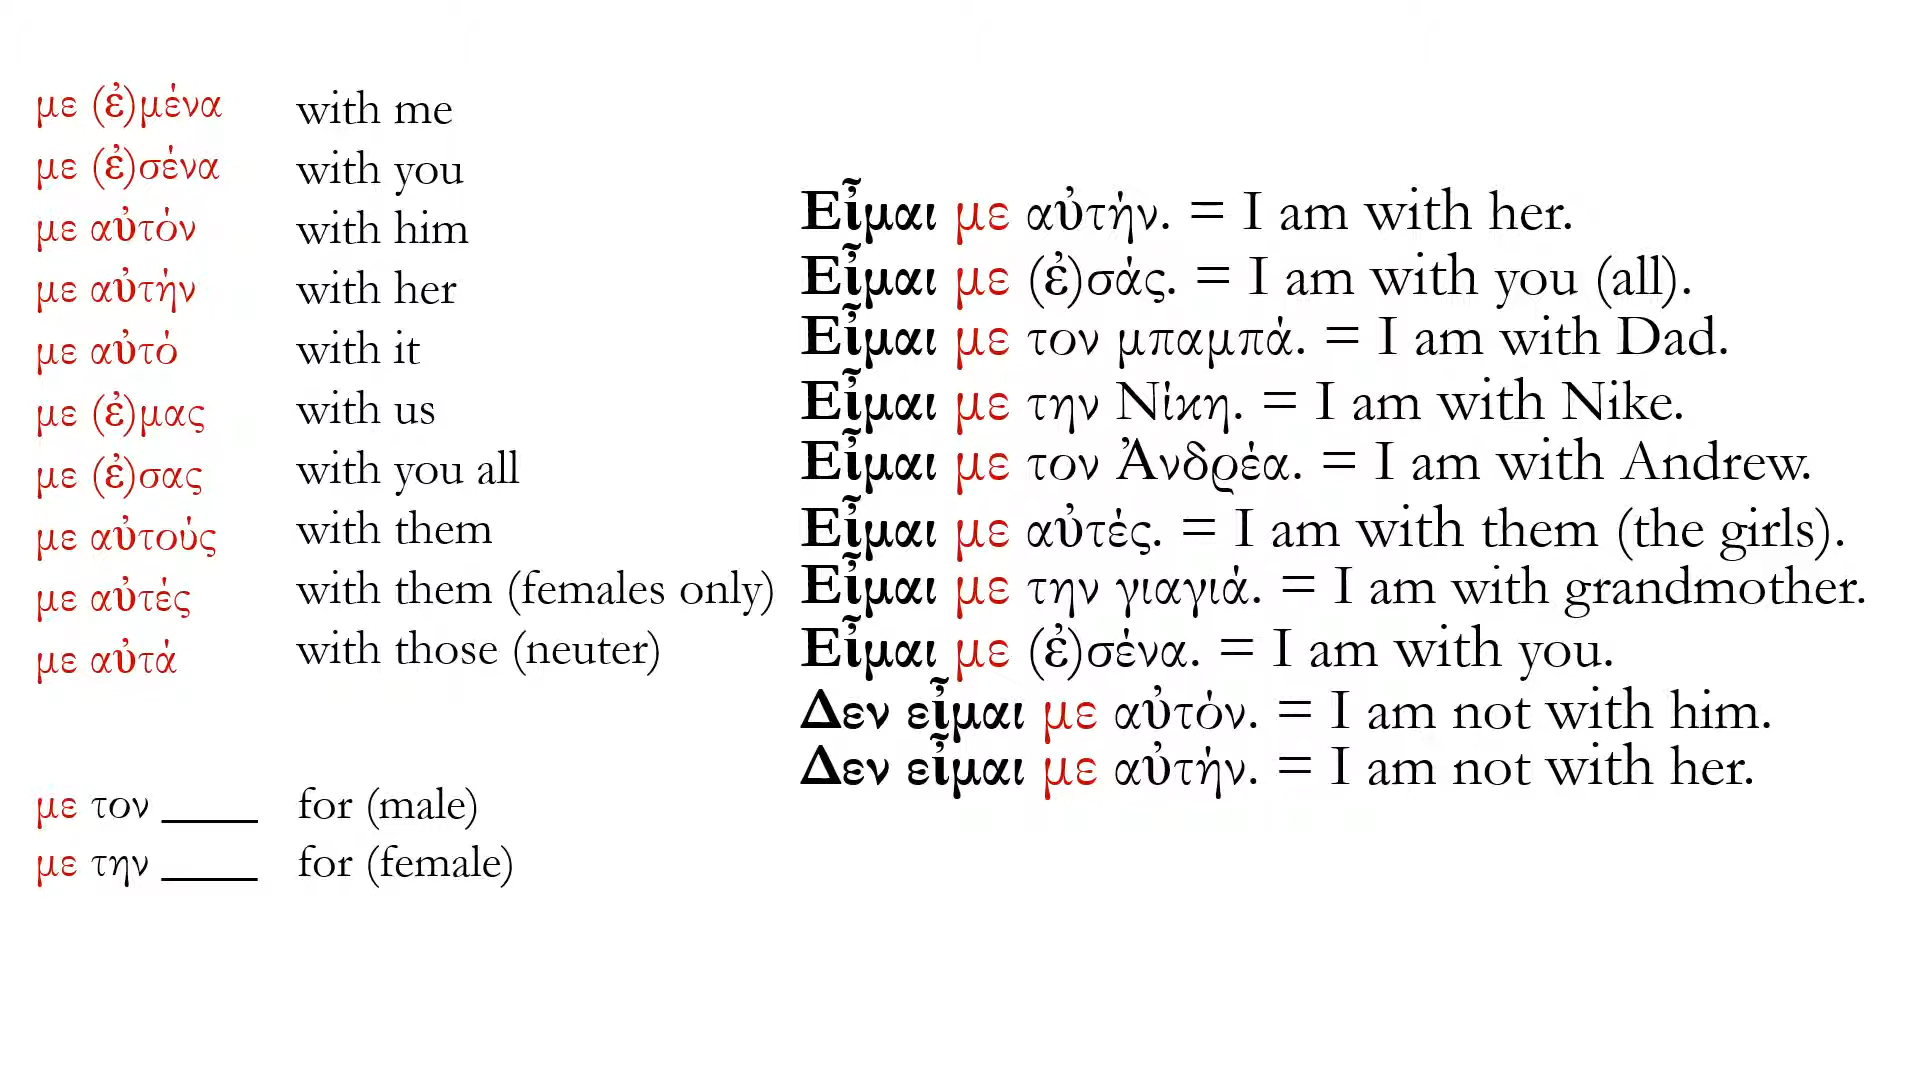 με (ἐ)μένα with me
με (ἐ)σένα with you
με αὐτόν with him
με αὐτήν with her
με αὐτό with it
με (ἐ)μας with us
με (ἐ)σας with you all
με αὐτούς with them
με αὐτές with them (females only)
με αὐτά with those (neuter)
με τον ____ for (male)
με την ____ for (female)
Εἶμαι με αὐτήν. = I am with her.
Εἶμαι με (ἐ)σάς. = I am with you (all).
Εἶμαι με τον μπαμπά. = I am with Dad.
Εἶμαι με την Νίκη. = I am with Nike.
Εἶμαι με τον Ἀνδρέα. = I am with Andrew.
Εἶμαι με αὐτές. = I am with them (the girls).
Εἶμαι με την γιαγιά. = I am with grandmother.
Εἶμαι με (ἐ)σένα. = I am with you.
Δεν εἶμαι με αὐτόν. = I am not with him.
Δεν εἶμαι με αὐτήν. = I am not with her.